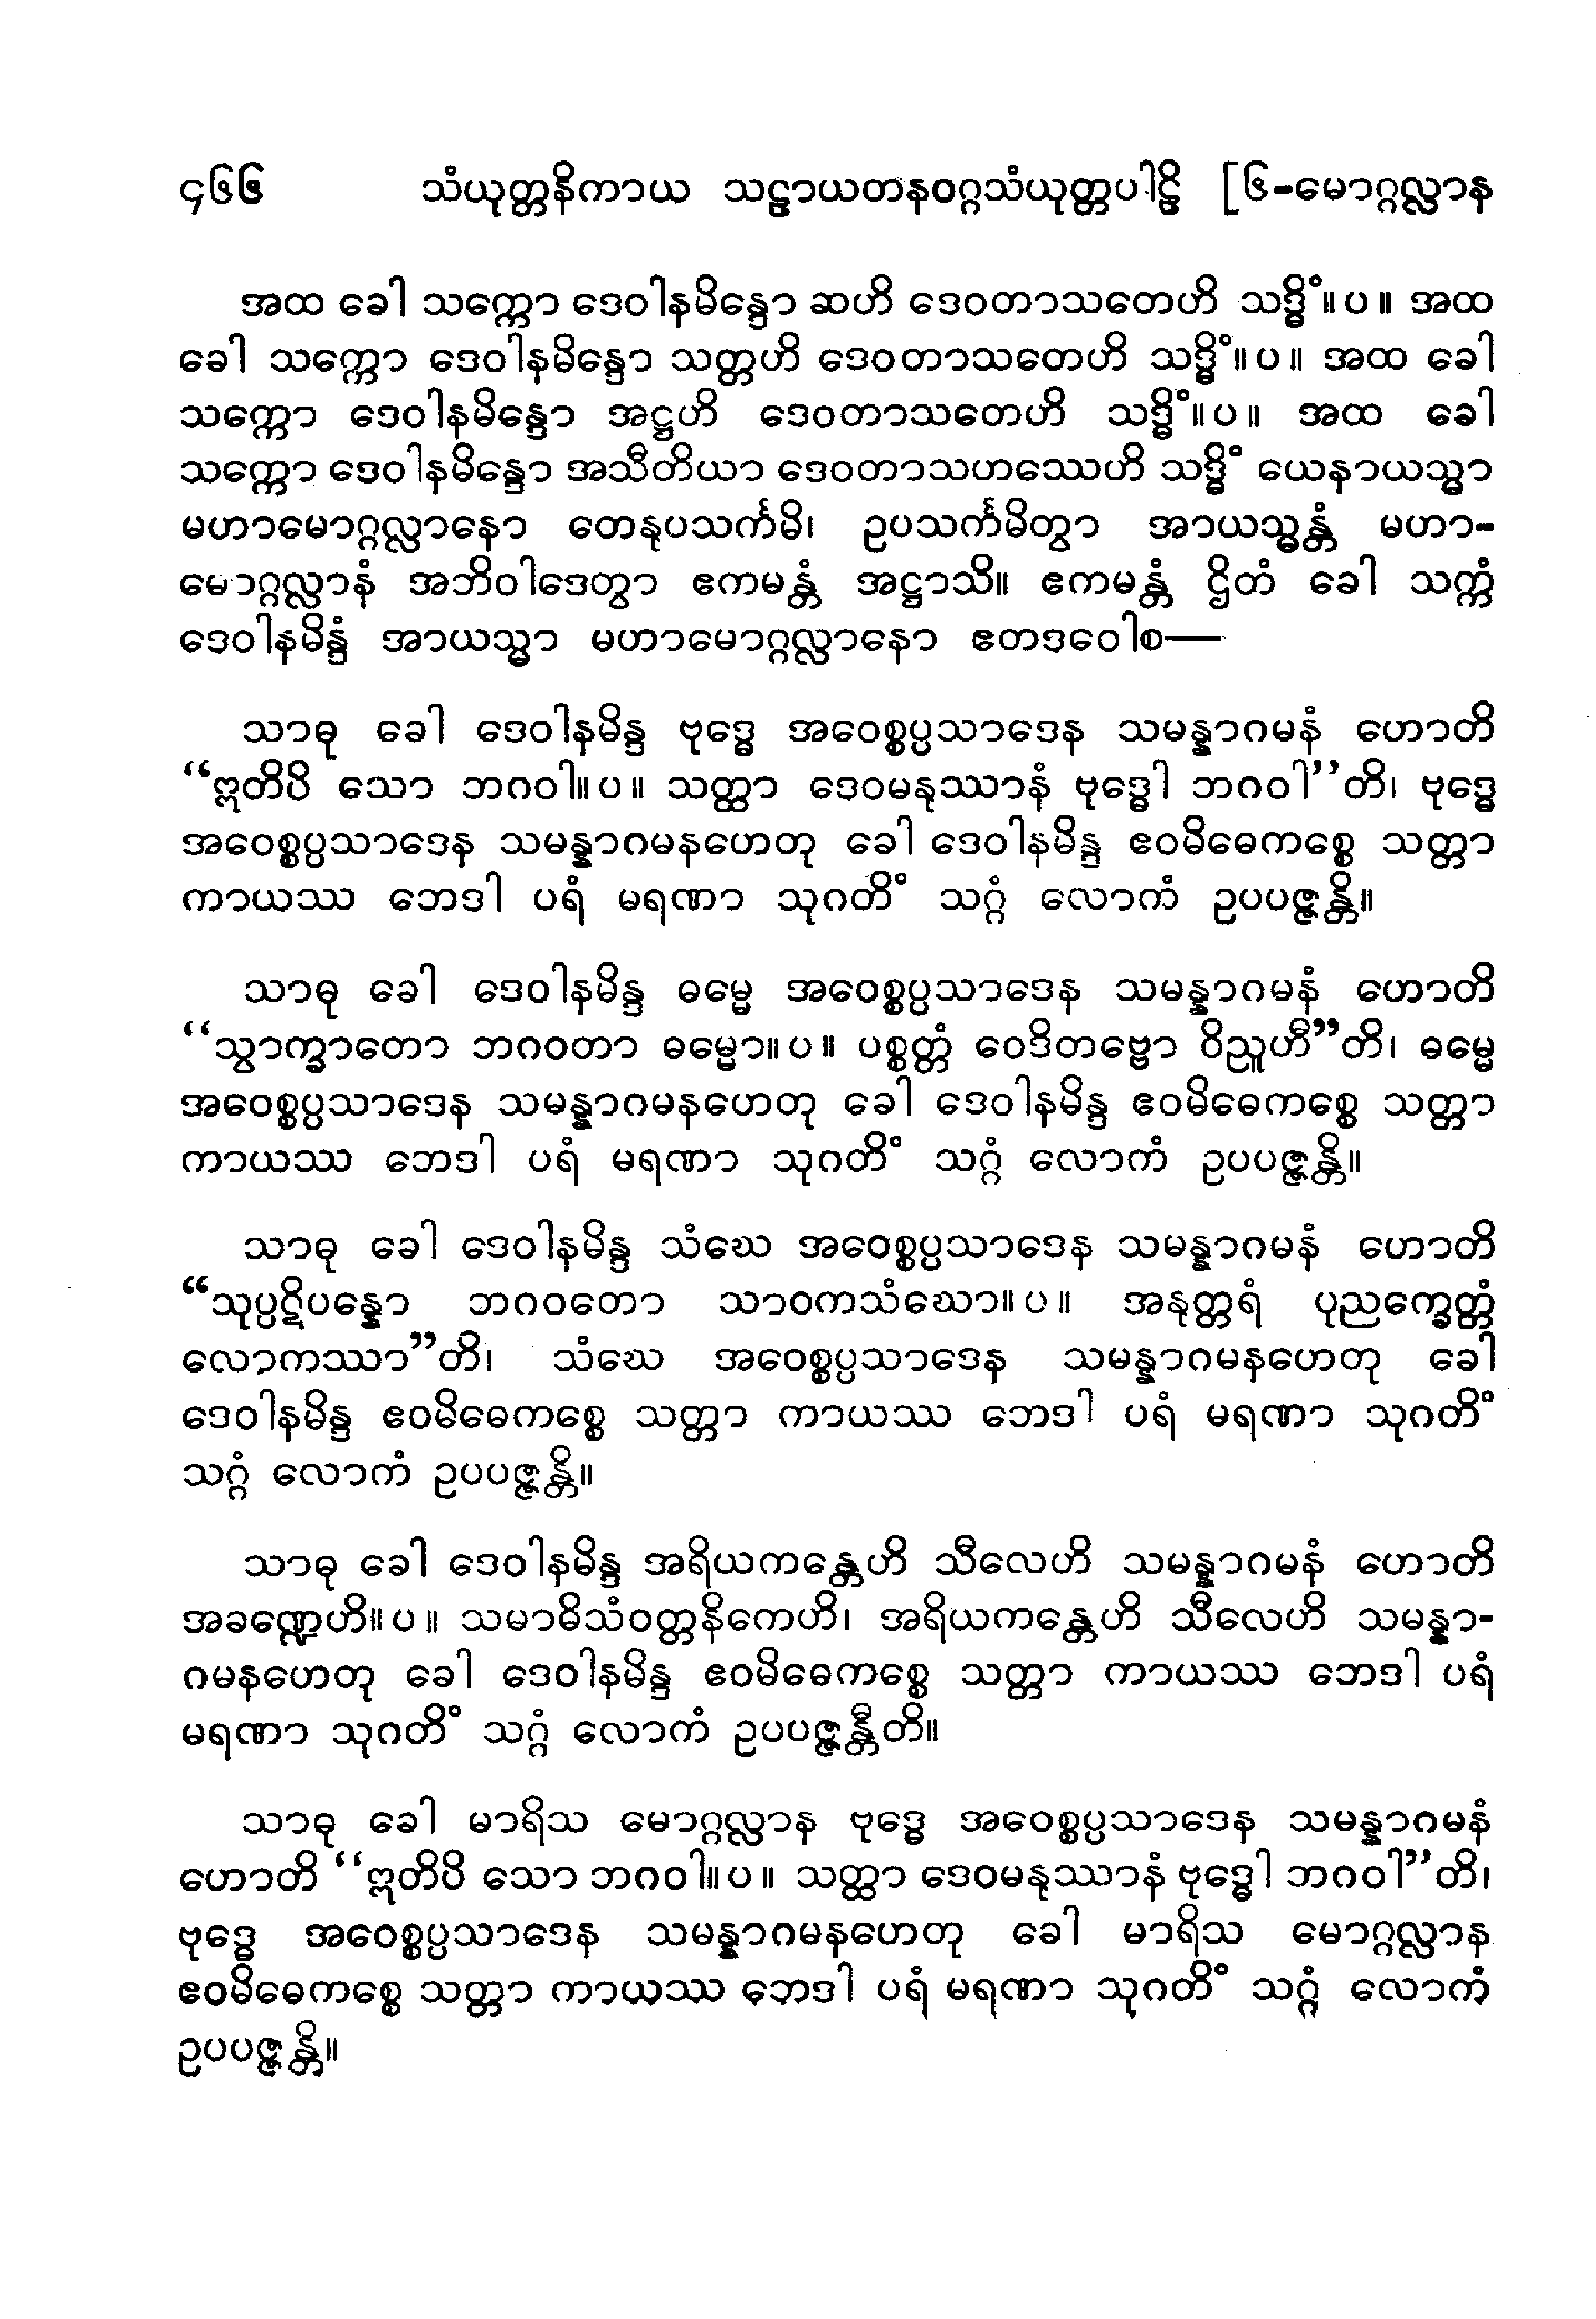 ၄၆၆ သံယုတ္တနိကာယ သဠာယတနဝဂ္ဂသံယုတ္တပါဠိ [၆-မောဂ္ဂလ္လာန
အထ ခေါ သက္ကော ဒေဝါနမိန္ဒော ဆဟိ ဒေဝတာသတေဟိ သဒ္ဓိံ။ ပ။ အထ
ခေါ သက္ကော ဒေဝါနမိန္ဒော သတ္တဟိ ဒေဝတာသတေဟိ သဒ္ဓိံ။ ပ။ အထ ခေါ
သက္ကော ဒေဝါနမိန္ဒော အဋ္ဌဟိ ဒေဝတာသတေဟိ သဒ္ဓိံ။ ပ။ အထ ခေါ
သက္ကော ဒေဝါနမိန္ဒော အသီတိယာ ဒေဝတာသဟဿေဟိ သဒ္ဓိံ ယေနာယသ္မာ
မဟာမောဂ္ဂလ္လာနော တေနုပသင်္ကမိ၊ ဥပသင်္ကမိတွာ အာယသ္မန္တံ မဟာ-
မောဂ္ဂလ္လာနံ အဘိဝါဒေတွာ ဧကမန္တံ အဋ္ဌာသိ။ ဧကမန္တံ ဌိတံ ခေါ သက္ကံ
ဒေဝါနမိန္ဒံ အာယသ္မာ မဟာမောဂ္ဂလ္လာနော ဧတဒဝေါစ—
သာဓု ခေါ ဒေဝါနမိန္ဒ ဗုဒ္ဓေ အဝေစ္စပ္ပသာဒေန သမန္နာဂမနံ ဟောတိ
“ဣတိပိ သော ဘဂဝါ။ ပ။ သတ္ထာ ဒေဝမနုဿာနံ ဗုဒ္ဓေါ ဘဂဝါ”တိ၊ ဗုဒ္ဓေ
အဝေစ္စပ္ပသာဒေန သမန္နာဂမနဟေတု ခေါ ဒေဝါနမိန္ဒ ဧဝမိဓေကစ္စေ သတ္တာ
ကာယဿ ဘေဒါ ပရံ မရဏာ သုဂတိံ သဂ္ဂံ လောကံ ဥပပဇ္ဇန္တိ။
သာဓု ခေါ ဒေဝါနမိန္ဒ ဓမ္မေ အဝေစ္စပ္ပသာဒေန သမန္နာဂမနံ ဟောတိ
“သွာက္ခာတော ဘဂဝတာ ဓမ္မော။ ပ။ ပစ္စတ္တံ ဝေဒိတဗ္ဗော ဝိညူဟီ”တိ၊ ဓမ္မေ
အဝေစ္စပ္ပသာဒေန သမန္နာဂမနဟေတု ခေါ ဒေဝါနမိန္ဒ ဧဝမိဓေကစ္စေ သတ္တာ
ကာယဿ ဘေဒါ ပရံ မရဏာ သုဂတိံ သဂ္ဂံ လောကံ ဥပပဇ္ဇန္တိ။
သာဓု ခေါ ဒေဝါနမိန္ဒ သံဃေ အဝေစ္စပ္ပသာဒေန သမန္နာဂမနံ ဟောတိ
“သုပ္ပဋိပန္နော ဘဂဝတော သာဝကသံဃော။ ပ။ အနုတ္တရံ ပုညက္ခေတ္တံ
လောကဿာ”တိ၊ သံဃေ အဝေစ္စပ္ပသာဒေန သမန္နာဂမနဟေတု ခေါ
ဒေဝါနမိန္ဒ ဧဝမိဓေကစ္စေ သတ္တာ ကာယဿ ဘေဒါ ပရံ မရဏာ သုဂတိံ
သဂ္ဂံ လောကံ ဥပပဇ္ဇန္တိ။
သာဓု ခေါ ဒေဝါနမိန္ဒ အရိယကန္တေဟိ သီလေဟိ သမန္နာဂမနံ ဟောတိ
အခဏ္ဍေဟိ။ ပ။ သမာဓိသံဝတ္တနိကေဟိ၊ အရိယကန္တေဟိ သီလေဟိ သမန္နာ-
ဂမနဟေတု ခေါ ဒေဝါနမိန္ဒ ဧဝမိဓေကစ္စေ သတ္တာ ကာယဿ ဘေဒါ ပရံ
မရဏာ သုဂတိံ သဂ္ဂံ လောကံ ဥပပဇ္ဇန္တီတိ။
သာဓု ခေါ မာရိသ မောဂ္ဂလ္လာန ဗုဒ္ဓေ အဝေစ္စပ္ပသာဒေန သမန္နာဂမနံ
ဟောတိ “ဣတိပိ သော ဘဂဝါ။ ပ။ သတ္ထာ ဒေဝမနုဿာနံ ဗုဒ္ဓေါ ဘဂဝါ”တိ၊
ဗုဒ္ဓေ အဝေစ္စပ္ပသာဒေန သမန္နာဂမနဟေတု ခေါ မာရိသ မောဂ္ဂလ္လာန
ဧဝမိဓေကစ္စေ သတ္တာ ကာယဿ ဘေဒါ ပရံ မရဏာ သုဂတိံ သဂ္ဂံ လောကံ
ဥပပဇ္ဇန္တိ။